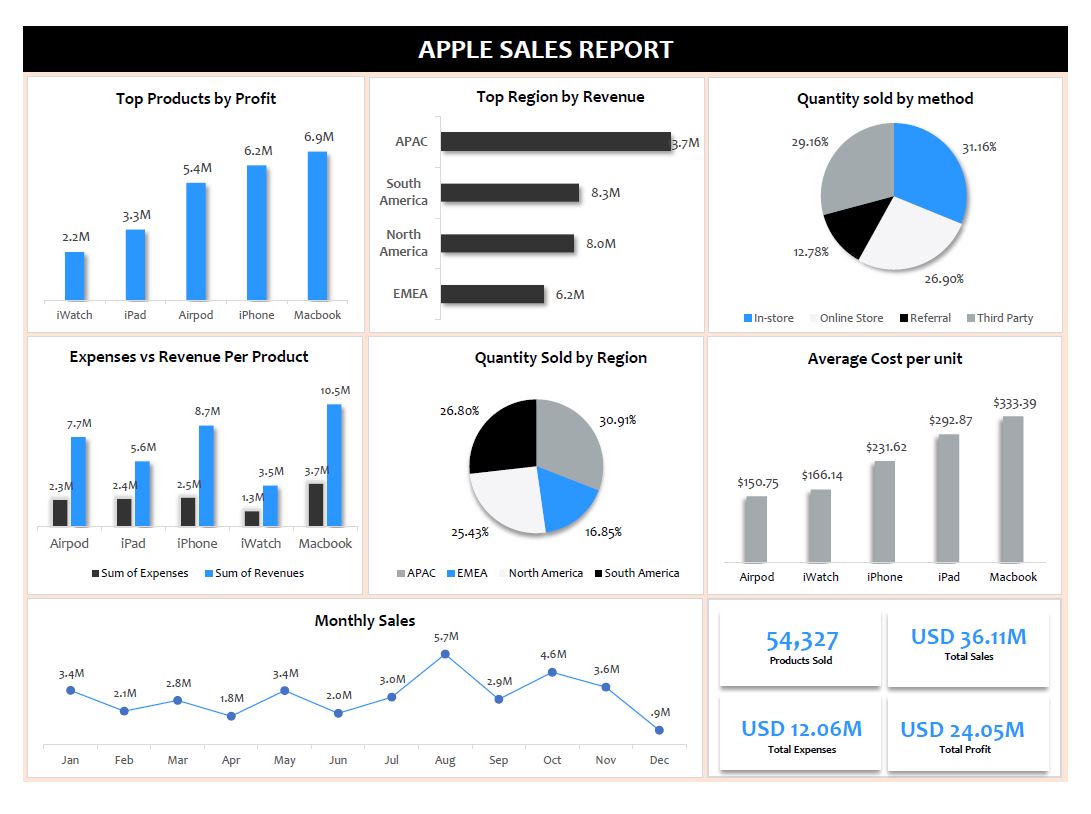 APPLE SALES REPORT
Top Products by Profit
2.2M
3.3M
5.4M
6.2M
6.9M
iWatch
iPad
Airpod
iPhone
Macbook
Top Region by Revenue
APAC
3.7M
South
America
8.3M
North
America
8.0M
EMEA
6.2M
Quantity sold by method
29.16%
31.16%
12.78%
26.90%
In-store
Online Store
Referral
Third Party
Expenses vs Revenue Per Product
2.3M
7.7M
2.4M
5.6M
2.5M
8.7M
1.3M
3.5M
3.7M
10.5M
Airpod
iPad
iPhone
iWatch
Macbook
Sum of Expenses
Sum of Revenues
Quantity Sold by Region
26.80%
30.91%
25.43%
16.85%
APAC
EMEA
North America
South America
Average Cost per unit
$150.75
$166.14
$231.62
$292.87
$333.39
Airpod
iWatch
iPhone
iPad
Macbook
Monthly Sales
3.4M
2.1M
2.8M
1.8M
3.4M
2.0M
3.0M
5.7M
2.9M
4.6M
3.6M
.9M
Jan
Feb
Mar
Apr
May
Jun
Jul
Aug
Sep
Oct
Nov
Dec
54,327
Products Sold
USD 36.11M
Total Sales
USD 12.06M
Total Expenses
USD 24.05M
Total Profit